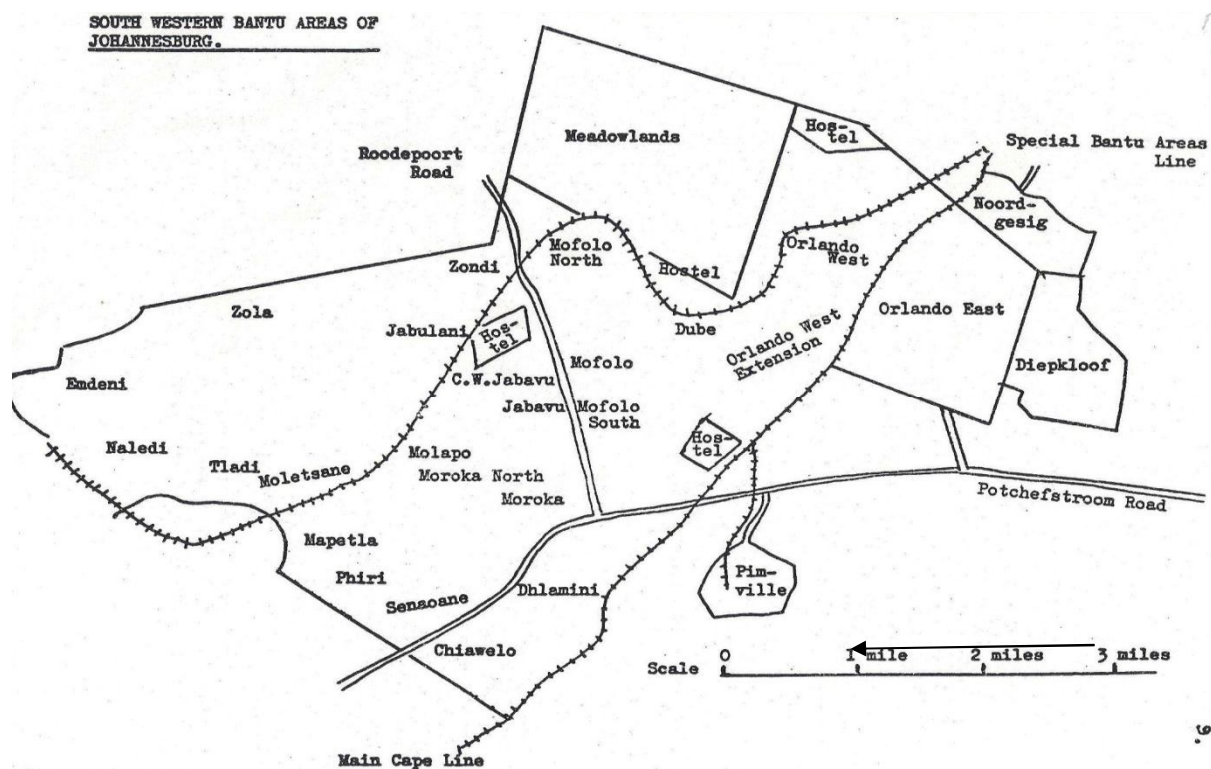 SOUTH WESTERN BANTU AREAS OF
JOHANNESBURG.
Meadowlands
Hos-
tel
Special Bantu Areas
Line
Roodepoort
Road
Noord-
gesig
Mofolo
North
Orlando
West
Zondi
Hostel
Zola
Orlando East
Jabulani
Hos-
tel
Dube
Orlando West
Extension
Mofolo
Diepkloof
Emdeni
C.W.Jabavu
Jabavu
Mofolo
South
Hos-
tel
Naledi
Molapo
Tladi
Moletsane
Moroka North
Moroka
Potchefstroom Road
Mapetla
Phiri
Pim-
ville
Dhlamini
Senaoane
Chiawelo
Scale
0 1 mile 2 miles 3 miles
Main Cape Line
9.